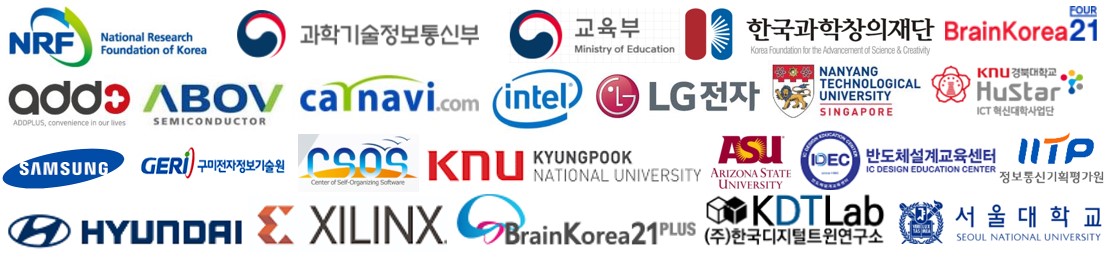 NRF
National Research
Foundation of Korea
과학기술정보통신부
교육부
Ministry of Education
한국과학창의재단
Korea Foundation for the Advancement of Science & Creativity
FOUR
BrainKorea21
add
ADDPLUS, convenience in our lives
ABOV
SEMICONDUCTOR
carnavi.com
intel
LG전자
NANYANG
TECHNOLOGICAL
UNIVERSITY
SINGAPORE
KNU 경북대학교
HuStar
ICT 혁신대학사업단
SAMSUNG
GERI 구미전자정보기술원
CSOS
Center of Self-Organizing Software
KNU
KYUNGPOOK
NATIONAL UNIVERSITY
ASU
ARIZONA STATE
UNIVERSITY
IC DESIGN EDUCATION CENTER
IDEC
반도체설계교육센터
IC DESIGN EDUCATION CENTER
IITP
정보통신기획평가원
HYUNDAI
XILINX
BrainKorea21 PLUS
KDTLab
(주)한국디지털트윈연구소
서울대학교
SEOUL NATIONAL UNIVERSITY